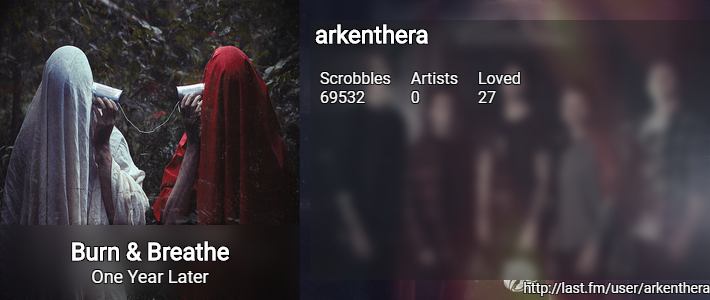 arkenthera
Scrobbles Artists Loved
69532 0 27
Burn & Breathe
One Year Later
http://last.fm/user/arkenthera